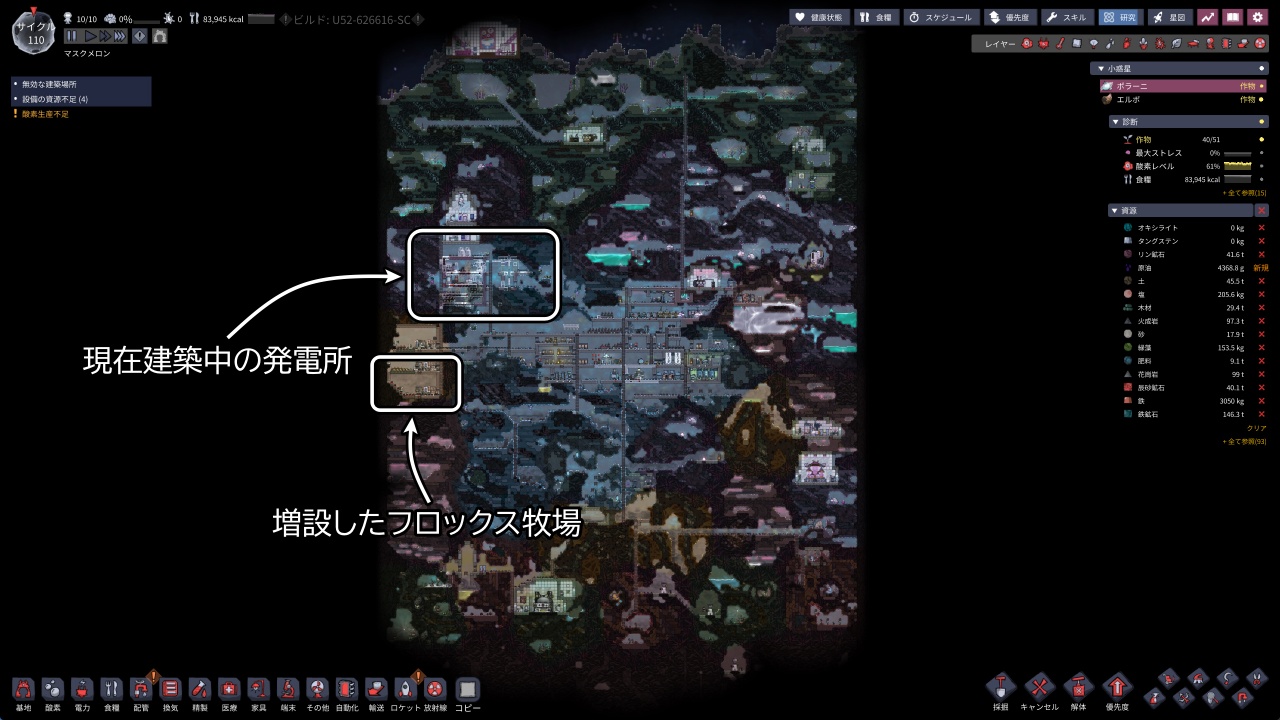 サイクル
110
10/10
0%
0
83,945 kcal
ビルド: U52-626616-SC
マスクメロン
健康状態
食糧
スケジュール
優先度
スキル
研究
星図
レイヤー
• 無効な建築場所
• 設備の資源不足 (4)
酸素生産不足
小惑星
ポラーニ 作物
エルボ 作物
診断
作物 40/51
最大ストレス 0%
酸素レベル 61%
食糧 83,945 kcal
+ 全て参照(15)
資源
オキシライト 0 kg
タングステン 0 kg
リン鉱石 41.6 t
原油 4368.8 g 新規
土 45.5 t
塩 205.6 kg
木材 29.4 t
火成岩 97.3 t
砂 17.9 t
緑藻 153.5 kg
肥料 9.1 t
花崗岩 99 t
辰砂鉱石 40.1 t
鉄 3050 kg
鉄鉱石 146.3 t
クリア
+ 全て参照(93)
現在建築中の発電所
増設したフロックス牧場
基地
酸素
電力
食糧
配管
換気
精製
医療
家具
端末
その他
自動化
輸送
ロケット
放射線
コピー
採掘
キャンセル
解体
優先度